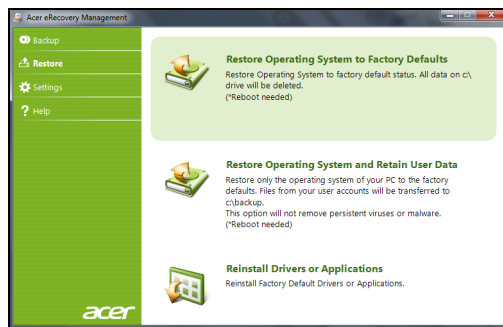 Acer eRecovery Management
Backup
Restore
Settings
Help
Restore Operating System to Factory Defaults
Restore Operating System to factory default status. All data on c:\
drive will be deleted.
(*Reboot needed)
Restore Operating System and Retain User Data
Restore only the operating system of your PC to the factory
defaults. Files from your user accounts will be transferred to
c:\backup.
This option will not remove persistent viruses or malware.
(*Reboot needed)
Reinstall Drivers or Applications
Reinstall Factory Default Drivers or Applications.
acer